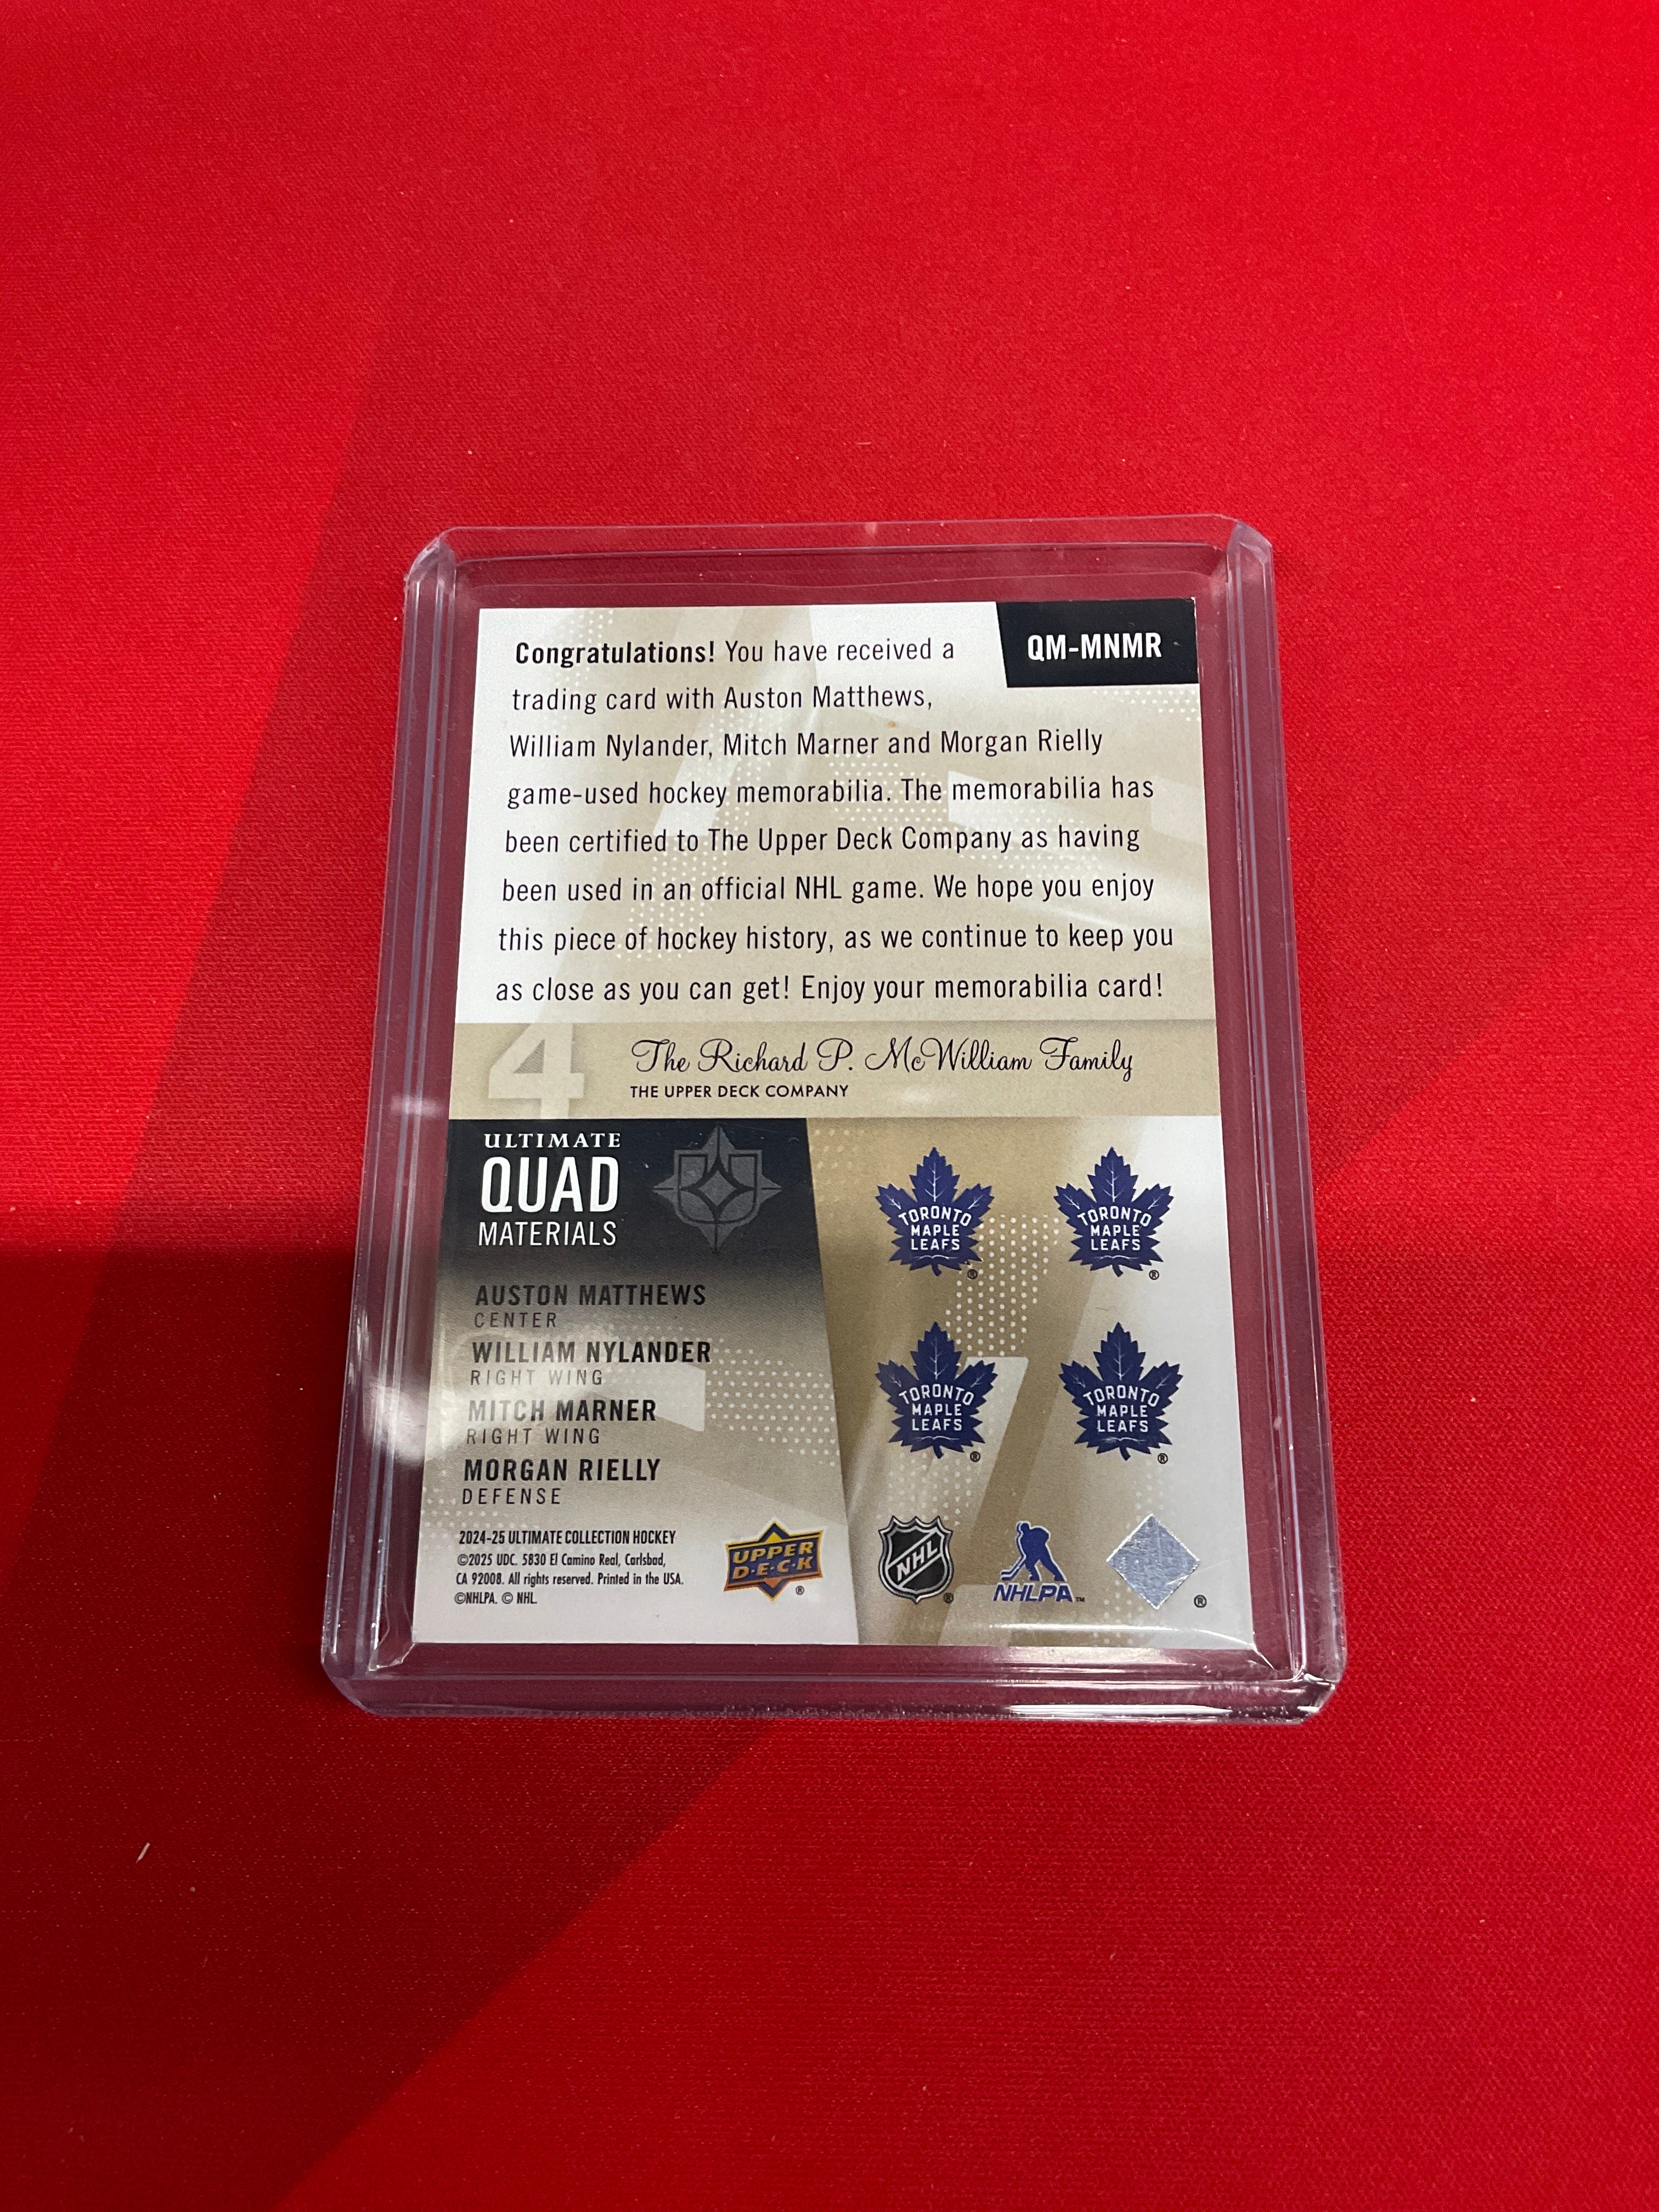 QM-MNMR
Congratulations! You have received a
trading card with Auston Matthews,
William Nylander, Mitch Marner and Morgan Rielly
game-used hockey memorabilia. The memorabilia has
been certified to The Upper Deck Company as having
been used in an official NHL game. We hope you enjoy
this piece of hockey history, as we continue to keep you
as close as you can get! Enjoy your memorabilia card!
4
The Richard P. McWilliam Family
THE UPPER DECK COMPANY
ULTIMATE
QUAD
MATERIALS
AUSTON MATTHEWS
CENTER
WILLIAM NYLANDER
RIGHT WING
MITCH MARNER
RIGHT WING
MORGAN RIELLY
DEFENSE
TORONTO
MAPLE
LEAFS
®
TORONTO
MAPLE
LEAFS
®
TORONTO
MAPLE
LEAFS
®
TORONTO
MAPLE
LEAFS
®
2024-25 ULTIMATE COLLECTION HOCKEY
©2025 UDC. 5830 El Camino Real, Carlsbad,
CA 92008. All rights reserved. Printed in the USA.
©NHLPA. © NHL.
UPPER
D·E·C·K
®
NHL
®
NHLPA™
®